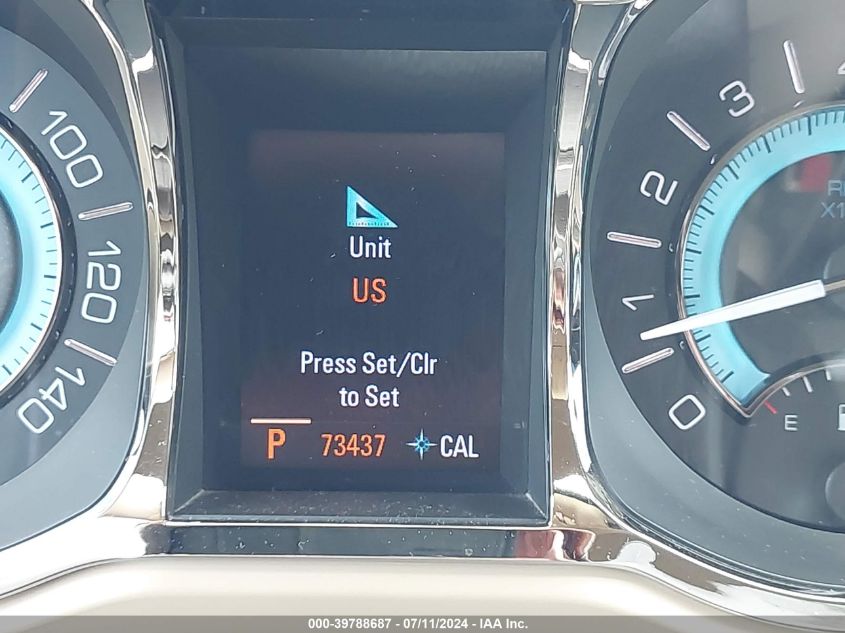 100
120
140
Unit
US
Press Set/Clr
to Set
P 73437 CAL
3
2
1
0
E
000-39788687 - 07/11/2024 - IAA Inc.